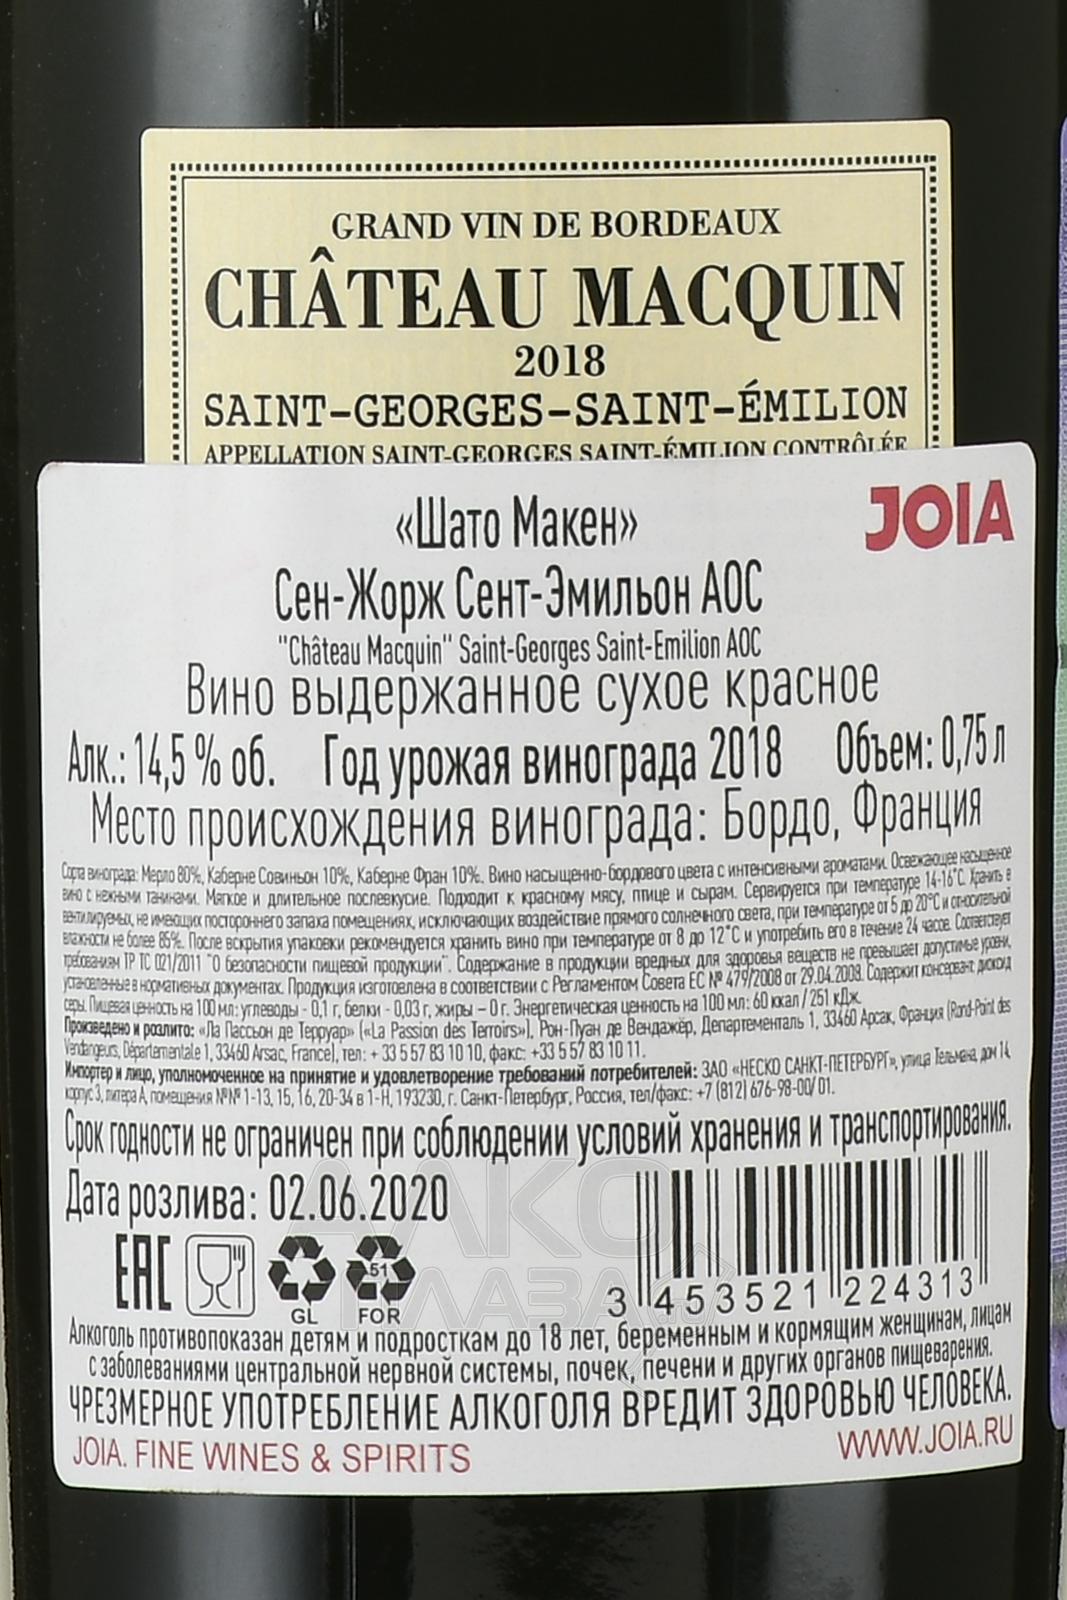 GRAND VIN DE BORDEAUX
CHÂTEAU MACQUIN
2018
SAINT-GEORGES-SAINT-ÉMILION
APPELLATION SAINT-GEORGES SAINT-ÉMILION CONTRÔLÉE
«Шато Макен»
JOIA
Сен-Жорж Сент-Эмильон АОС
"Château Macquin" Saint-Georges Saint-Emilion AOC
Вино выдержанное сухое красное
Алк.: 14,5 % об. Год урожая винограда 2018 Объем: 0,75 л
Место происхождения винограда: Бордо, Франция
Сорта винограда: Мерло 80%, Каберне Совиньон 10%, Каберне Фран 10%. Вино насыщенно-бордового цвета с интенсивными ароматами. Освежающее насыщенное
вино с нежными танинами. Мягкое и длительное послевкусие. Подходит к красному мясу, птице и сырам. Сервируется при температуре 14-16°С. Хранить в
вентилируемых, не имеющих постороннего запаха помещениях, исключающих воздействие прямого солнечного света, при температуре от 5 до 20°С и относительной
влажности не более 85%. После вскрытия упаковки рекомендуется хранить вино при температуре от 8 до 12°С и употребить его в течение 24 часов. Соответствует
требованиям ТР ТС 021/2011 "О безопасности пищевой продукции". Содержание в продукции вредных для здоровья веществ не превышает допустимые уровни,
установленные в нормативных документах. Продукция изготовлена в соответствии с Регламентом Совета ЕС № 479/2008 от 29.04.2008. Содержит консервант диоксид
серы. Пищевая ценность на 100 мл: углеводы - 0,1 г, белки - 0,03 г, жиры – 0 г. Энергетическая ценность на 100 мл: 60 ккал / 251 кДж.
Произведено и розлито: «Ла Пассьон де Терруар» («La Passion des Terroirs»), Рон-Пуан де Вендажёр, Департементаль 1, 33460 Арсак, Франция (Rond-Point des
Vendangeurs, Départementale 1, 33460 Arsac, France), тел: + 33 5 57 83 10 10, факс: +33 5 57 83 10 11.
Импортер и лицо, уполномоченное на принятие и удовлетворение требований потребителей: ЗАО «НЕСКО САНКТ-ПЕТЕРБУРГ», улица Тельмана, дом 14,
корпус 3, литера А, помещения №№ 1-13, 15, 16, 20-34 в 1-Н, 193230, г. Санкт-Петербург, Россия, тел/факс: +7 (812) 676-98-00/ 01.
Срок годности не ограничен при соблюдении условий хранения и транспортирования.
Дата розлива: 02.06.2020
EAC
51
GL FOR
3 453521 224313
АЛКО
ПЛАЗА
Алкоголь противопоказан детям и подросткам до 18 лет, беременным и кормящим женщинам, лицам
с заболеваниями центральной нервной системы, почек, печени и других органов пищеварения.
ЧРЕЗМЕРНОЕ УПОТРЕБЛЕНИЕ АЛКОГОЛЯ ВРЕДИТ ЗДОРОВЬЮ ЧЕЛОВЕКА.
JOIA. FINE WINES & SPIRITS
WWW.JOIA.RU